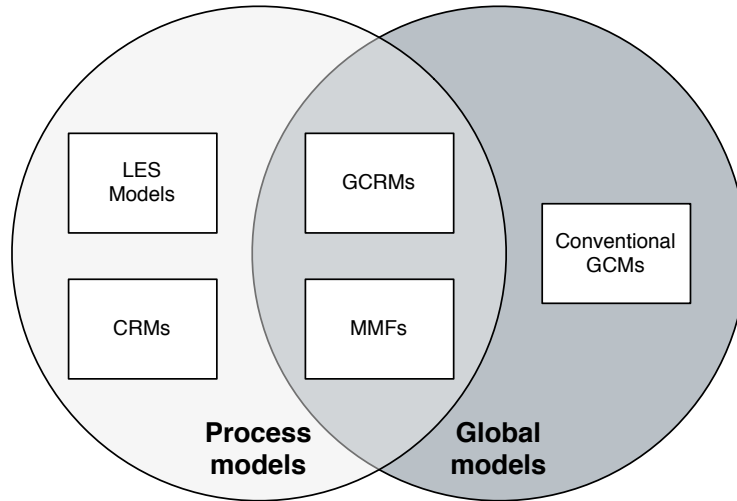 LES
Models
GCRMs
Conventional
GCMs
CRMs
MMFs
Process
models
Global
models